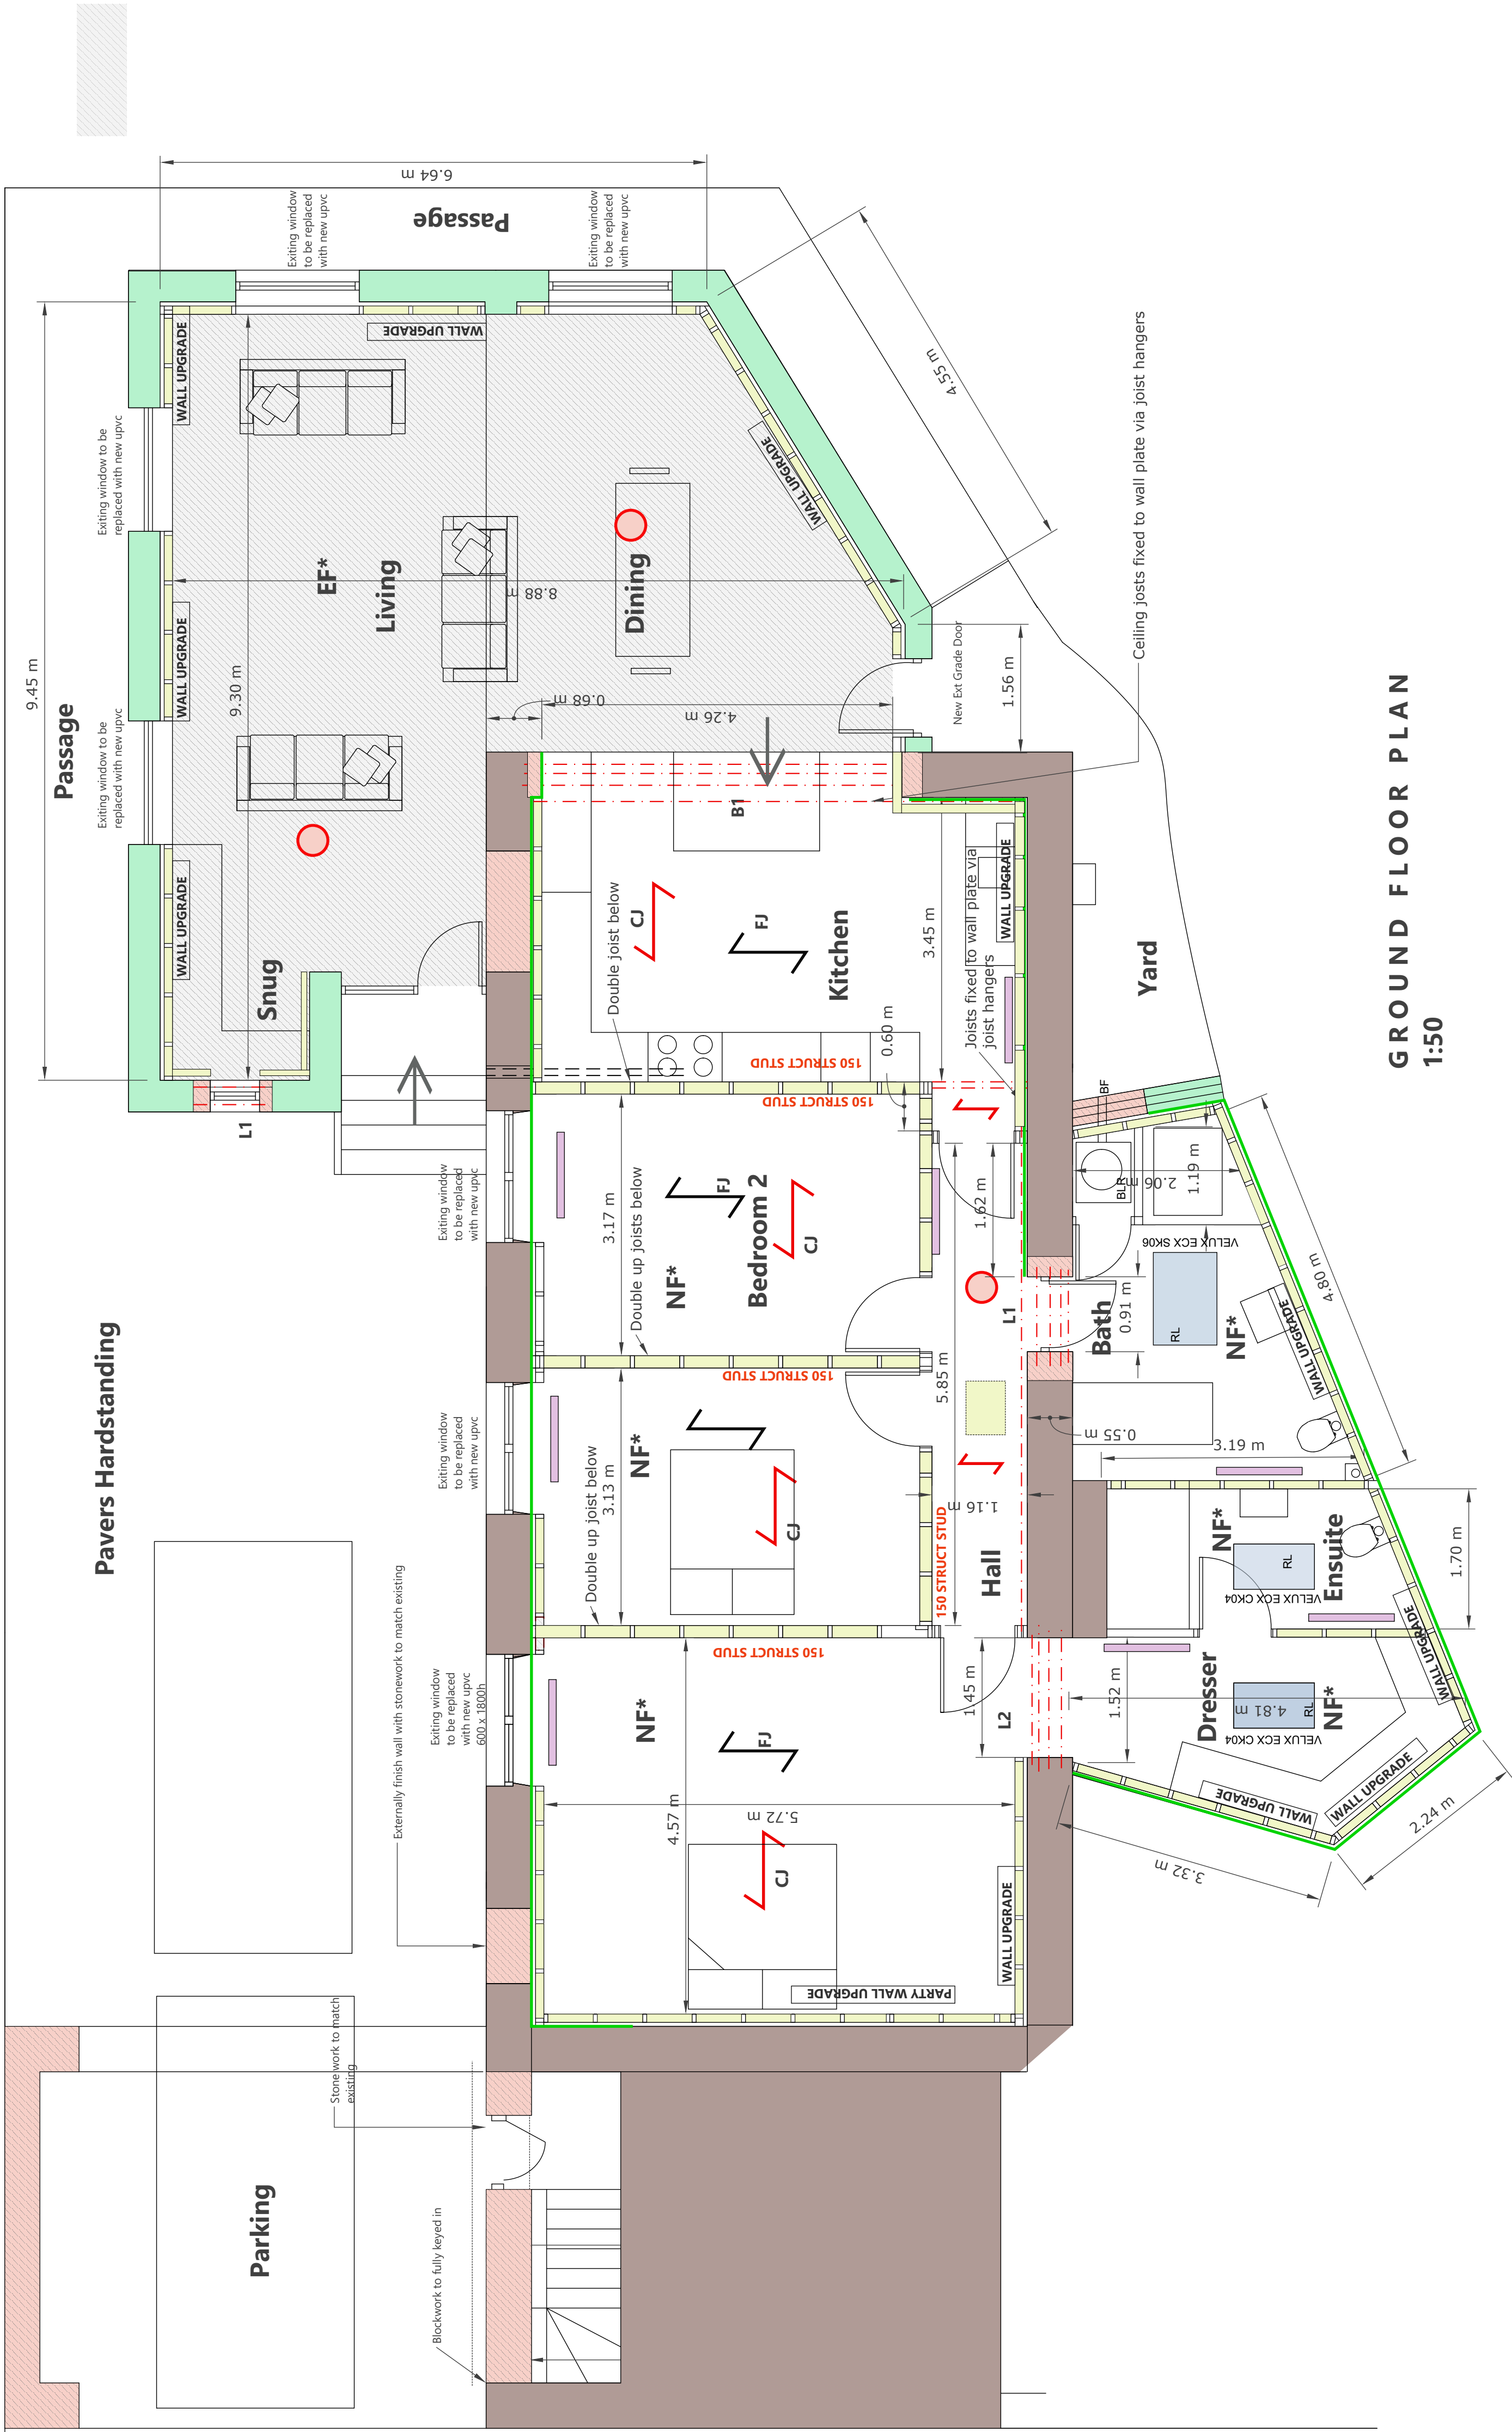 GROUND FLOOR PLAN
1:50
Passage
9.45 m
Exiting window to be
replaced with new upvc
Exiting window to be
replaced with new upvc
WALL UPGRADE
WALL UPGRADE
WALL UPGRADE
9.30 m
Snug
L1
EF*
Living
8.88 m
Dining
WALL UPGRADE
Exiting window
to be replaced
with new upvc
Exiting window
to be replaced
with new upvc
Passage
6.64 m
WALL UPGRADE
4.55 m
0.68 m
4.26 m
New Ext Grade Door
1.56 m
Ceiling josts fixed to wall plate via joist hangers
B1
CJ
FJ
Kitchen
Double joist below
3.45 m
WALL UPGRADE
Joists fixed to wall plate via
joist hangers
0.60 m
150 STRUCT STUD
150 STRUCT STUD
Yard
Pavers Hardstanding
Exiting window
to be replaced
with new upvc
3.17 m
Double up joists below
NF*
FJ
Bedroom 2
CJ
1.62 m
150 STRUCT STUD
Exiting window
to be replaced
with new upvc
Double up joist below
3.13 m
NF*
CJ
5.85 m
L1
1.16 m
0.55 m
150 STRUCT STUD
Hall
150 STRUCT STUD
Externally finish wall with stonework to match existing
Exiting window
to be replaced
with new upvc
600 x 1800h
NF*
FJ
4.57 m
5.72 m
CJ
1.45 m
L2
WALL UPGRADE
PARTY WALL UPGRADE
BF
BLR
2.06 m
1.19 m
VELUX ECX SK06
RL
Bath
0.91 m
NF*
WALL UPGRADE
4.80 m
3.19 m
NF*
RL
VELUX ECX CK04
Ensuite
1.70 m
WALL UPGRADE
1.52 m
Dresser
4.81 m
RL
VELUX ECX CK04
NF*
WALL UPGRADE
WALL UPGRADE
3.32 m
2.24 m
Stone work to match
existing
Parking
Blockwork to fully keyed in